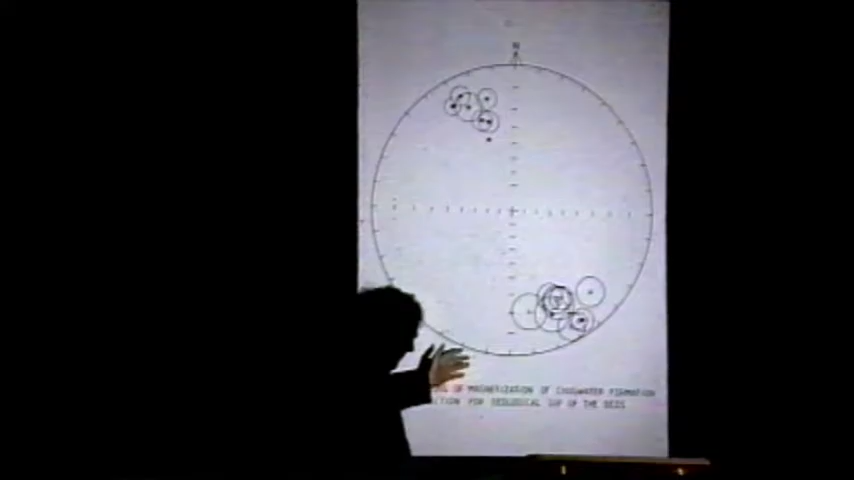 N
OF MAGNETIZATION OF CHUGWATER FORMATION
FOR GEOLOGICAL DIP OF THE BEDS